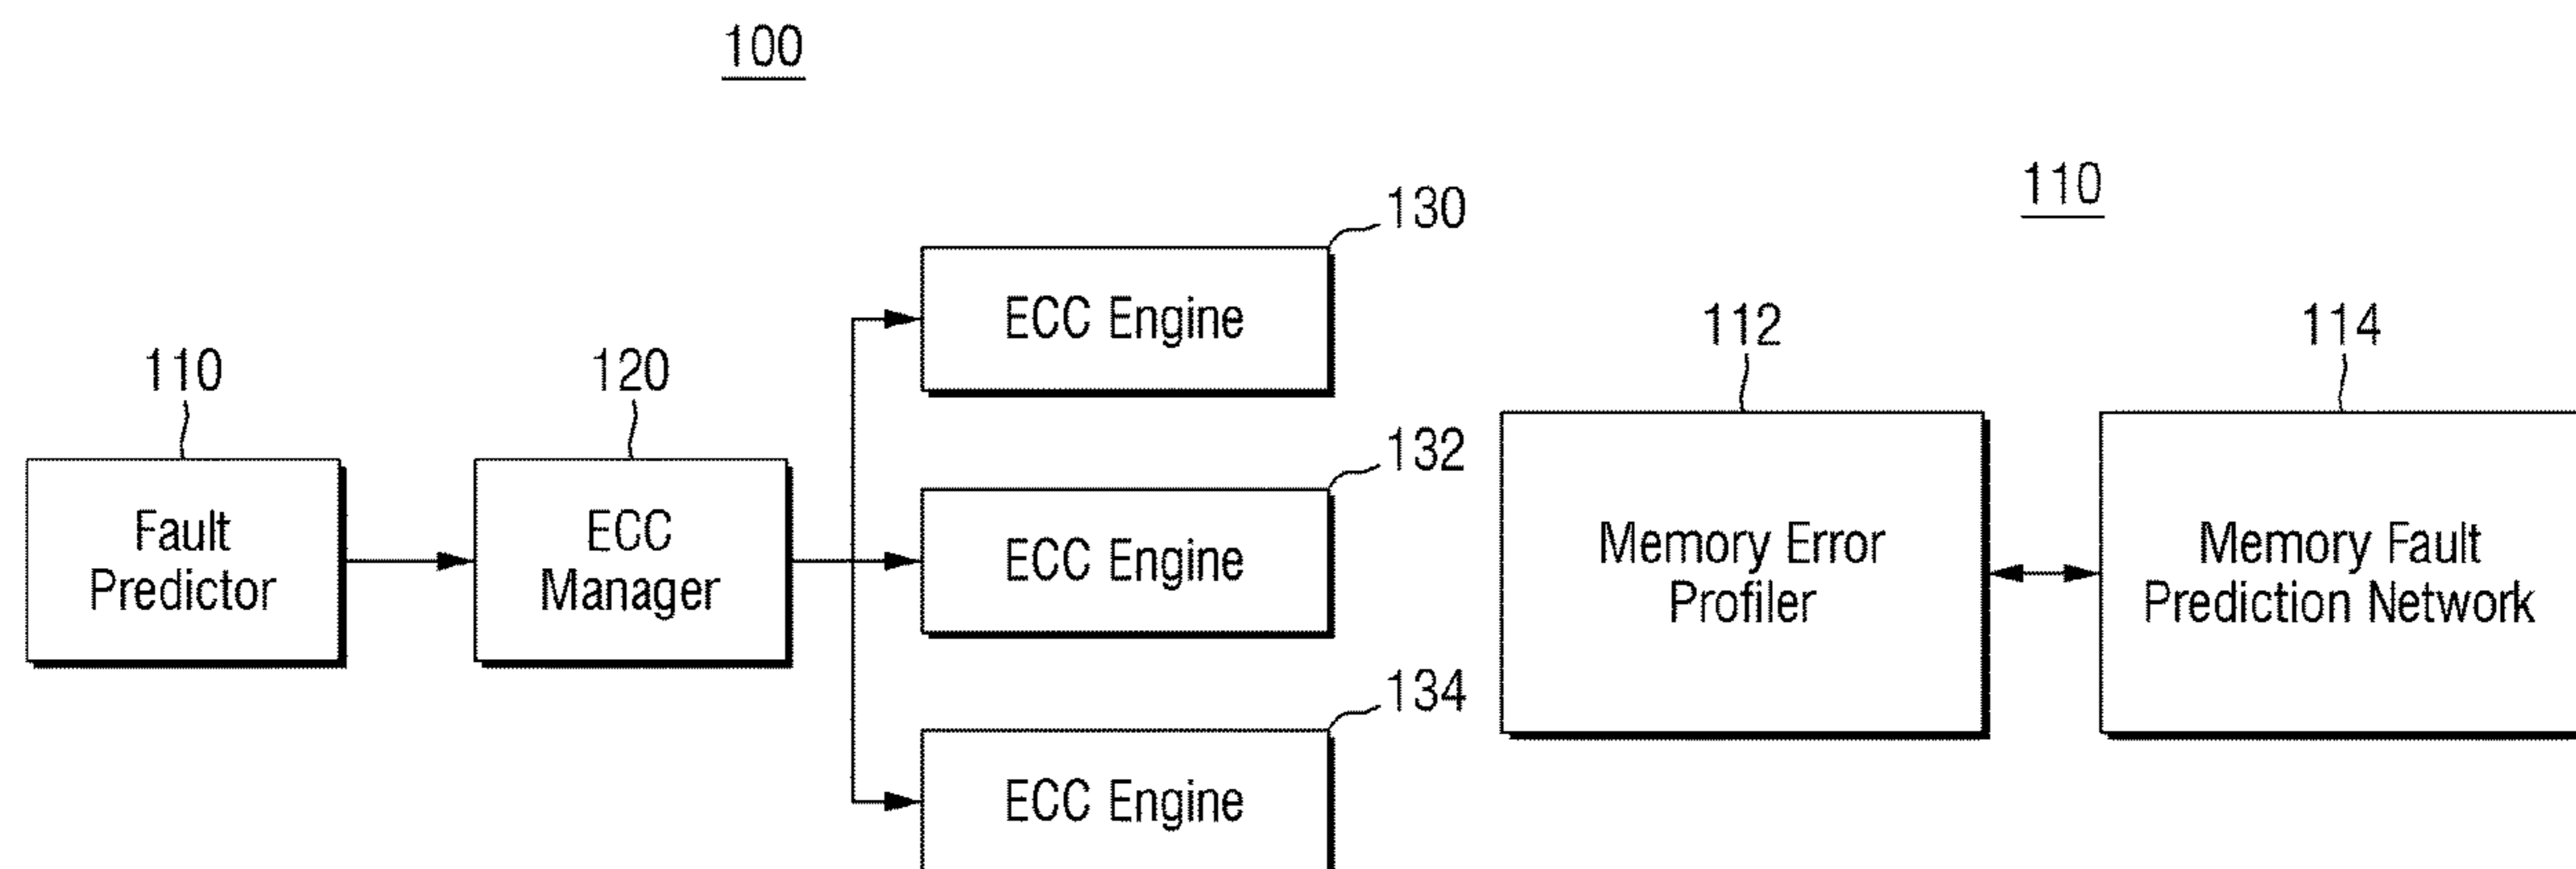 100
110
120
Fault
Predictor
ECC
Manager
130
ECC Engine
132
ECC Engine
134
ECC Engine
110
112
Memory Error
Profiler
114
Memory Fault
Prediction Network